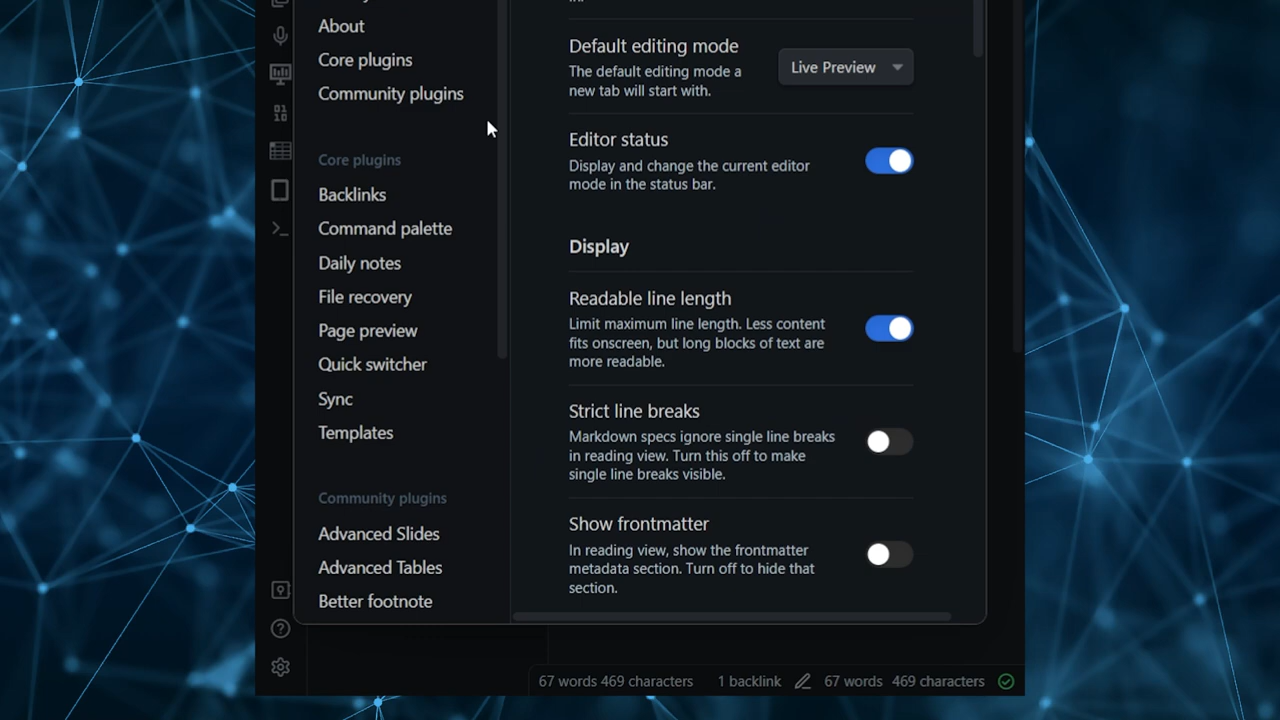 About
Core plugins
Community plugins
Core plugins
Backlinks
Command palette
Daily notes
File recovery
Page preview
Quick switcher
Sync
Templates
Community plugins
Advanced Slides
Advanced Tables
Better footnote
Default editing mode
The default editing mode a
new tab will start with.
Live Preview
Editor status
Display and change the current editor
mode in the status bar.
Display
Readable line length
Limit maximum line length. Less content
fits onscreen, but long blocks of text are
more readable.
Strict line breaks
Markdown specs ignore single line breaks
in reading view. Turn this off to make
single line breaks visible.
Show frontmatter
In reading view, show the frontmatter
metadata section. Turn off to hide that
section.
67 words 469 characters 1 backlink 67 words 469 characters